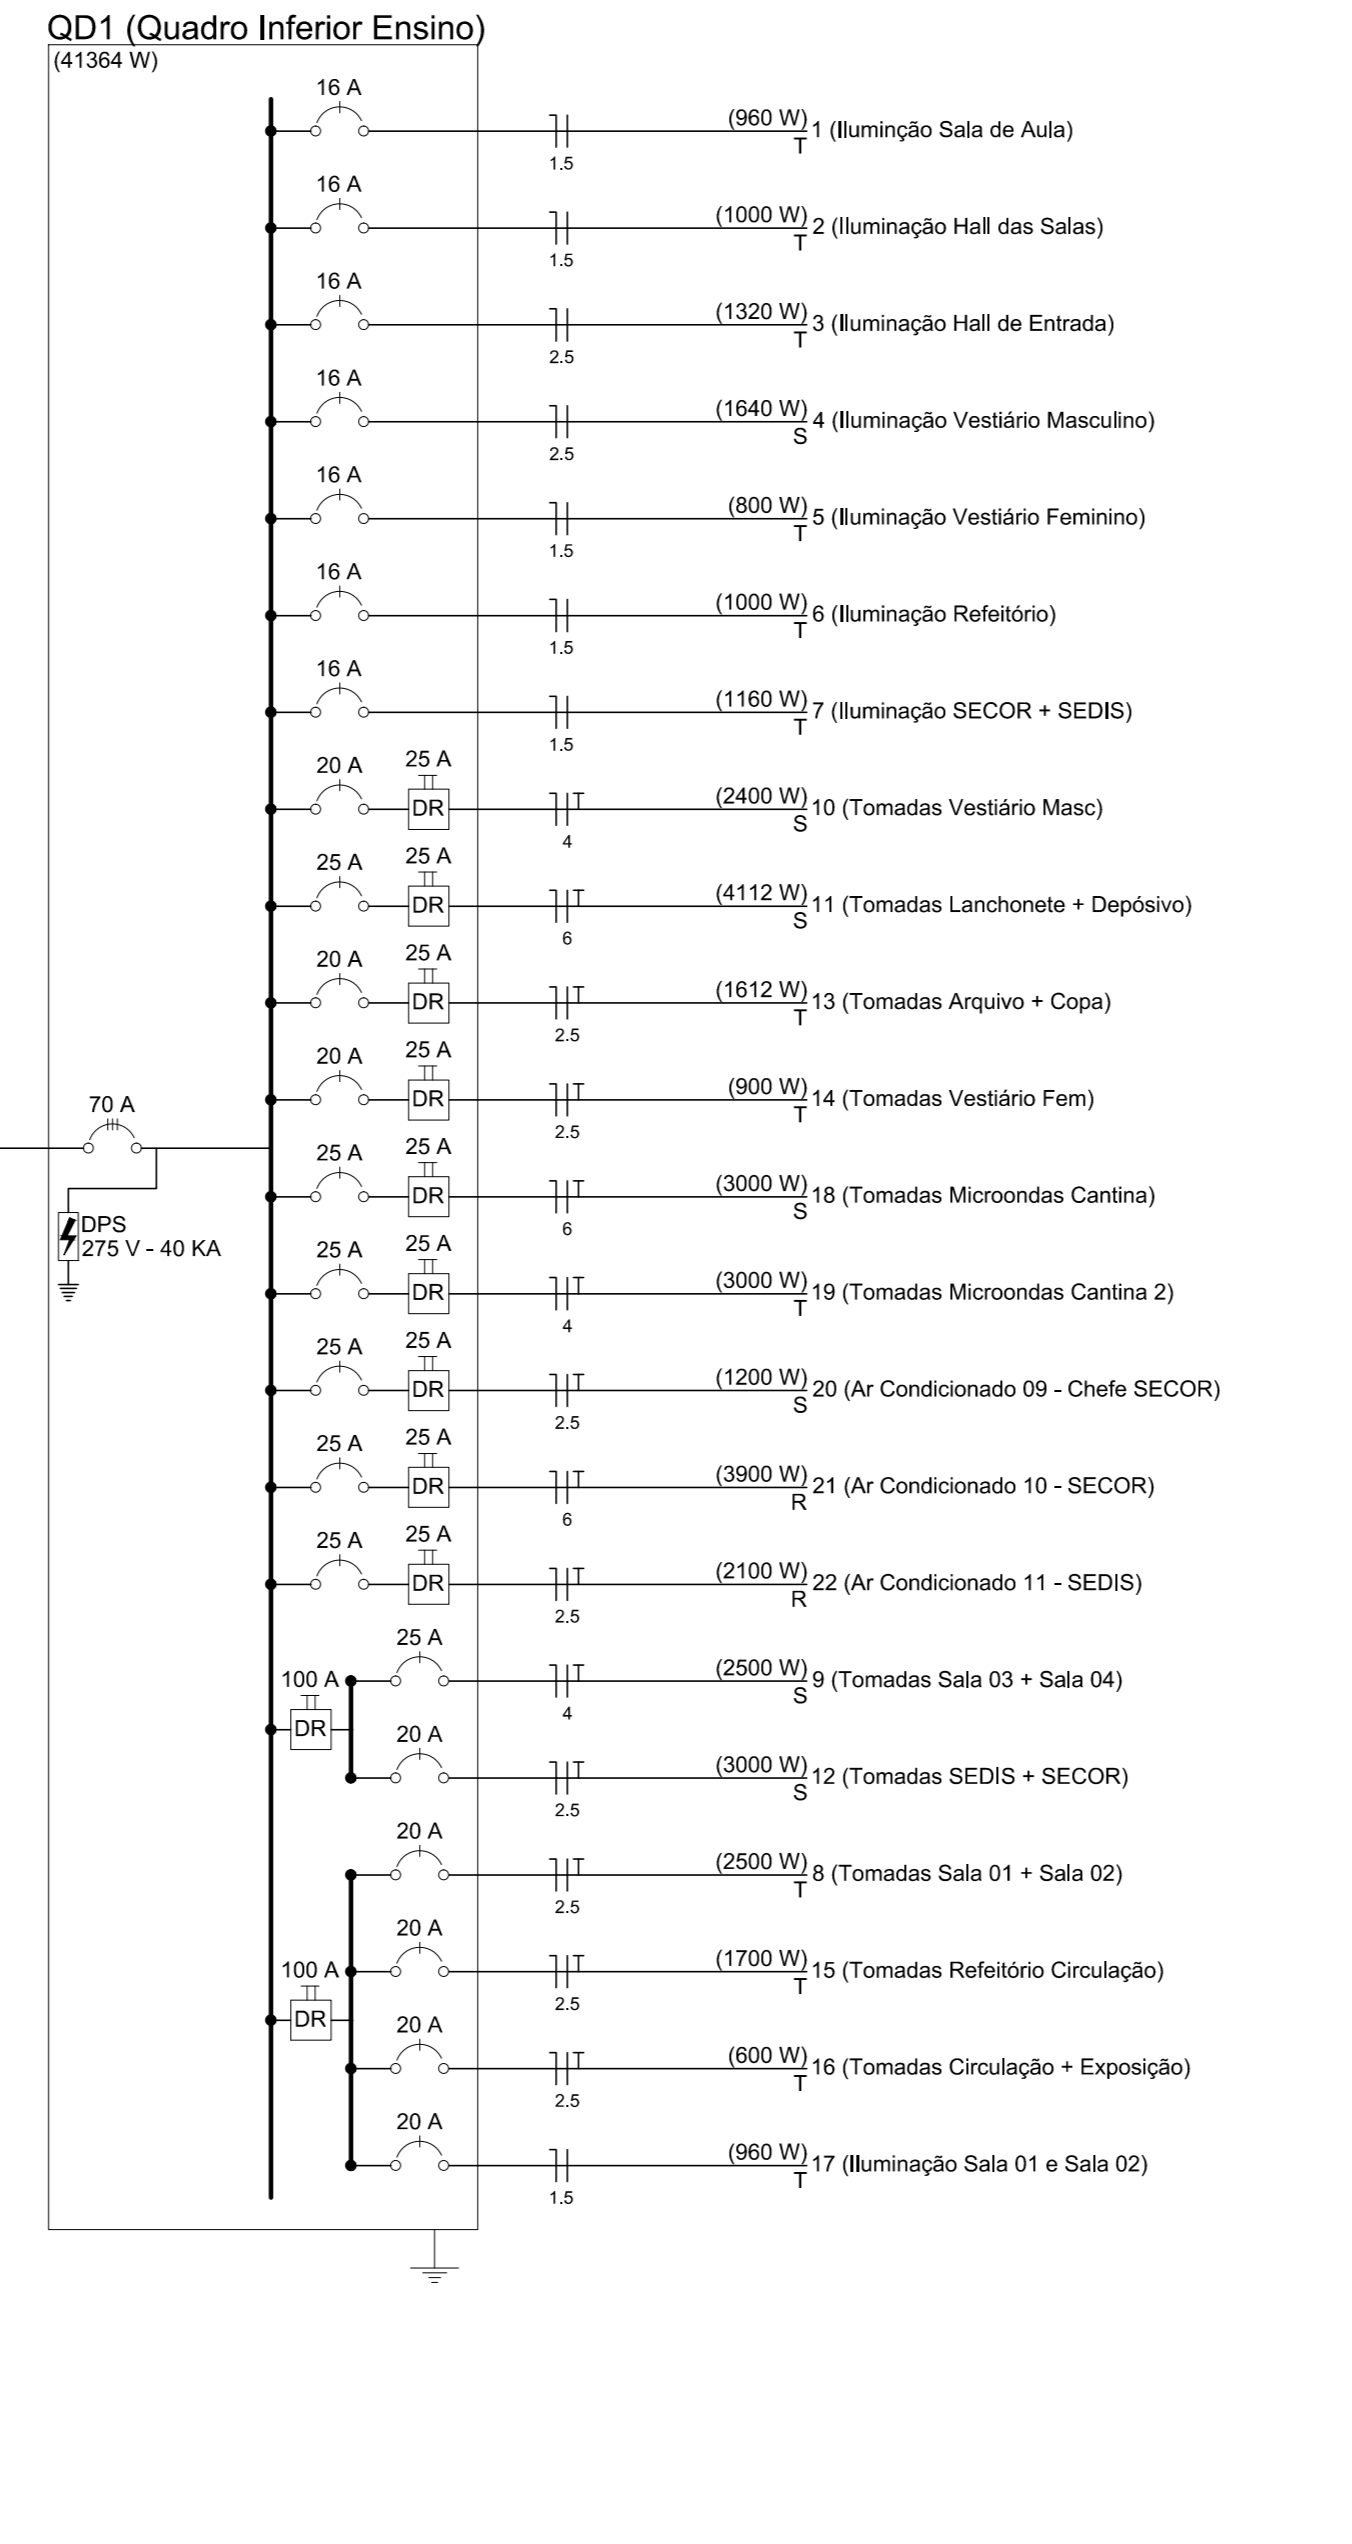 QD1 (Quadro Inferior Ensino)
(41364 W)
16 A
(960 W)
1 (Iluminção Sala de Aula)
T
1.5
16 A
(1000 W)
2 (Iluminação Hall das Salas)
T
1.5
16 A
(1320 W)
3 (Iluminação Hall de Entrada)
T
2.5
16 A
(1640 W)
4 (Iluminação Vestiário Masculino)
S
2.5
16 A
(800 W)
5 (Iluminação Vestiário Feminino)
T
1.5
16 A
(1000 W)
6 (Iluminação Refeitório)
T
1.5
16 A
(1160 W)
7 (Iluminação SECOR + SEDIS)
T
1.5
20 A
25 A
DR
(2400 W)
10 (Tomadas Vestiário Masc)
S
4
25 A
25 A
DR
(4112 W)
11 (Tomadas Lanchonete + Depósivo)
S
6
20 A
25 A
DR
(1612 W)
13 (Tomadas Arquivo + Copa)
T
2.5
20 A
25 A
DR
(900 W)
14 (Tomadas Vestiário Fem)
T
2.5
70 A
DPS
275 V - 40 KA
25 A
25 A
DR
(3000 W)
18 (Tomadas Microondas Cantina)
S
6
25 A
25 A
DR
(3000 W)
19 (Tomadas Microondas Cantina 2)
T
4
25 A
25 A
DR
(1200 W)
20 (Ar Condicionado 09 - Chefe SECOR)
S
2.5
25 A
25 A
DR
(3900 W)
21 (Ar Condicionado 10 - SECOR)
R
6
25 A
25 A
DR
(2100 W)
22 (Ar Condicionado 11 - SEDIS)
R
2.5
100 A
DR
25 A
(2500 W)
9 (Tomadas Sala 03 + Sala 04)
S
4
20 A
(3000 W)
12 (Tomadas SEDIS + SECOR)
S
2.5
20 A
(2500 W)
8 (Tomadas Sala 01 + Sala 02)
T
2.5
100 A
DR
20 A
(1700 W)
15 (Tomadas Refeitório Circulação)
T
2.5
20 A
(600 W)
16 (Tomadas Circulação + Exposição)
T
2.5
20 A
(960 W)
17 (Iluminação Sala 01 e Sala 02)
T
1.5